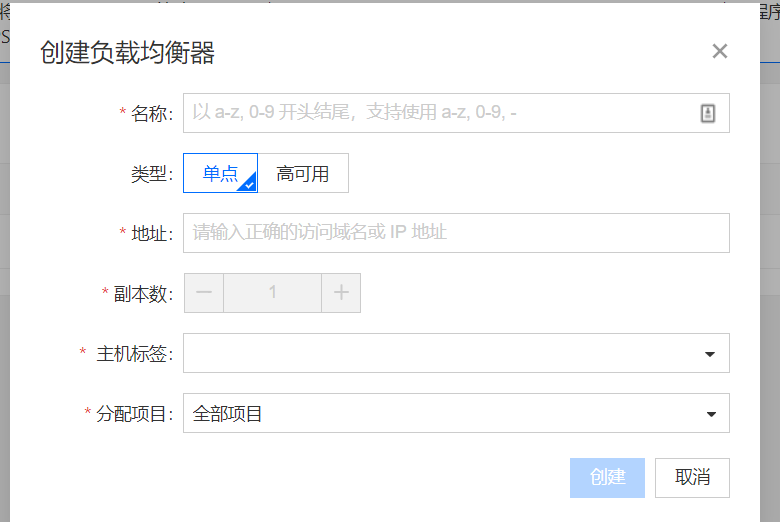 程序
创建负载均衡器
* 名称: 以 a-z, 0-9 开头结尾，支持使用 a-z, 0-9, -
类型: 单点 高可用
* 地址: 请输入正确的访问域名或 IP 地址
* 副本数: 1
* 主机标签:
* 分配项目: 全部项目
创建 取消